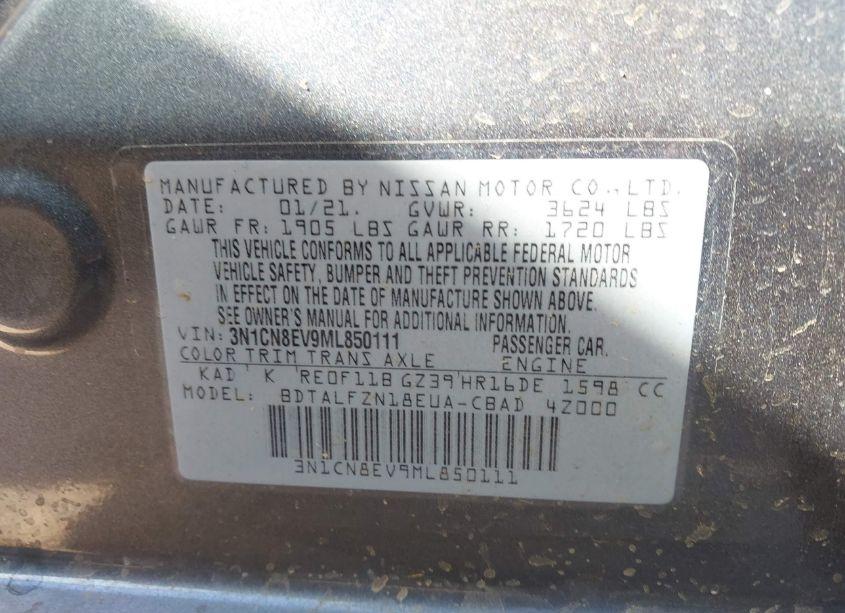 MANUFACTURED BY NISSAN MOTOR CO., LTD.
DATE: 01/21. GVWR: 3624 LBS
GAWR FR: 1905 LBS GAWR RR: 1720 LBS
THIS VEHICLE CONFORMS TO ALL APPLICABLE FEDERAL MOTOR
VEHICLE SAFETY, BUMPER AND THEFT PREVENTION STANDARDS
IN EFFECT ON THE DATE OF MANUFACTURE SHOWN ABOVE.
SEE OWNER'S MANUAL FOR ADDITIONAL INFORMATION.
VIN: 3N1CN8EV9ML850111 PASSENGER CAR.
COLOR TRIM TRANS AXLE ENGINE
KAD K RE0F11B GZ39 HR16DE 1598 CC
MODEL: BDTALFZN18EUA-CBAD 4Z000
3N1CN8EV9ML850111